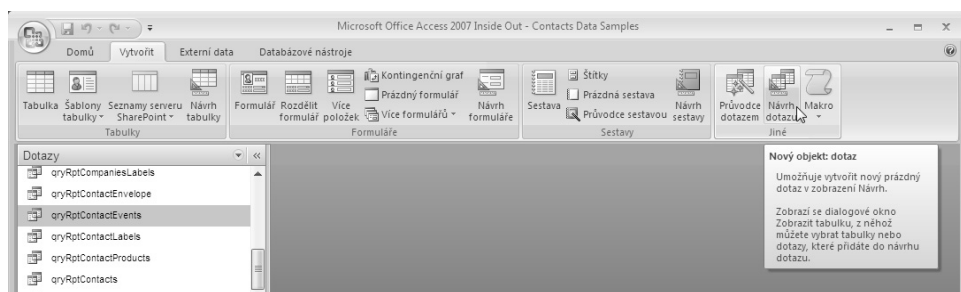 Microsoft Office Access 2007 Inside Out - Contacts Data Samples
Domů Vytvořit Externí data Databázové nástroje
Tabulka
Šablony tabulky
Seznamy serveru SharePoint
Návrh tabulky
Tabulky
Formulář
Rozdělit formulář
Více položek
Kontingenční graf
Prázdný formulář
Více formulářů
Návrh formuláře
Formuláře
Sestava
Štítky
Prázdná sestava
Průvodce sestavou
Návrh sestavy
Sestavy
Průvodce dotazem
Návrh dotazu
Makro
Jiné
Dotazy
qryRptCompaniesLabels
qryRptContactEnvelope
qryRptContactEvents
qryRptContactLabels
qryRptContactProducts
qryRptContacts
Nový objekt: dotaz
Umožňuje vytvořit nový prázdný
dotaz v zobrazení Návrh.
Zobrazí se dialogové okno
Zobrazit tabulku, z něhož
můžete vybrat tabulky nebo
dotazy, které přidáte do návrhu
dotazu.